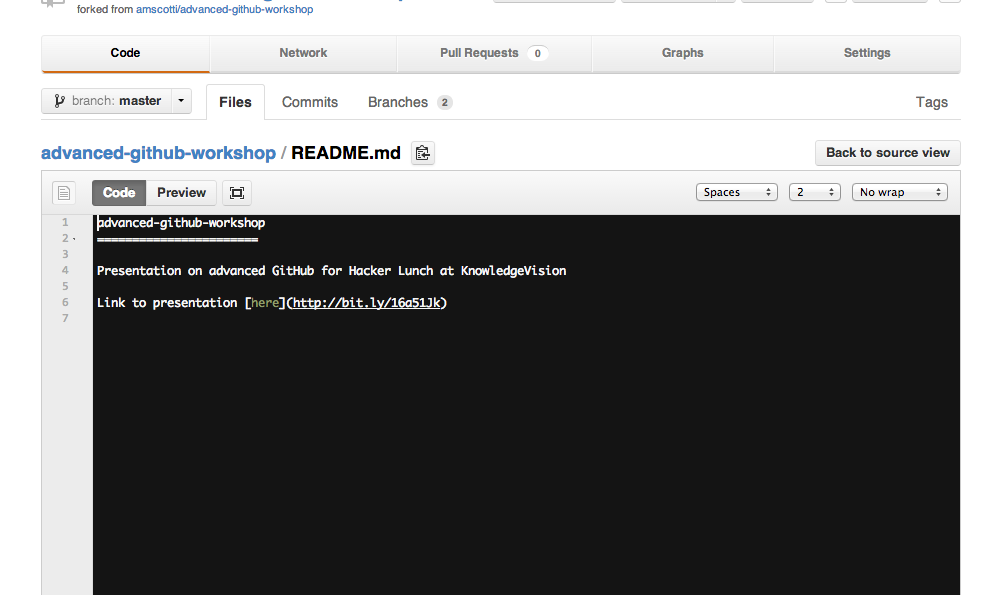 forked from amscotti/advanced-github-workshop
Code Network Pull Requests 0 Graphs Settings
branch: master Files Commits Branches 2 Tags
advanced-github-workshop / README.md Back to source view
Code Preview Spaces 2 No wrap
1 advanced-github-workshop
2 =======================
3
4 Presentation on advanced GitHub for Hacker Lunch at KnowledgeVision
5
6 Link to presentation [here](http://bit.ly/16a51Jk)
7